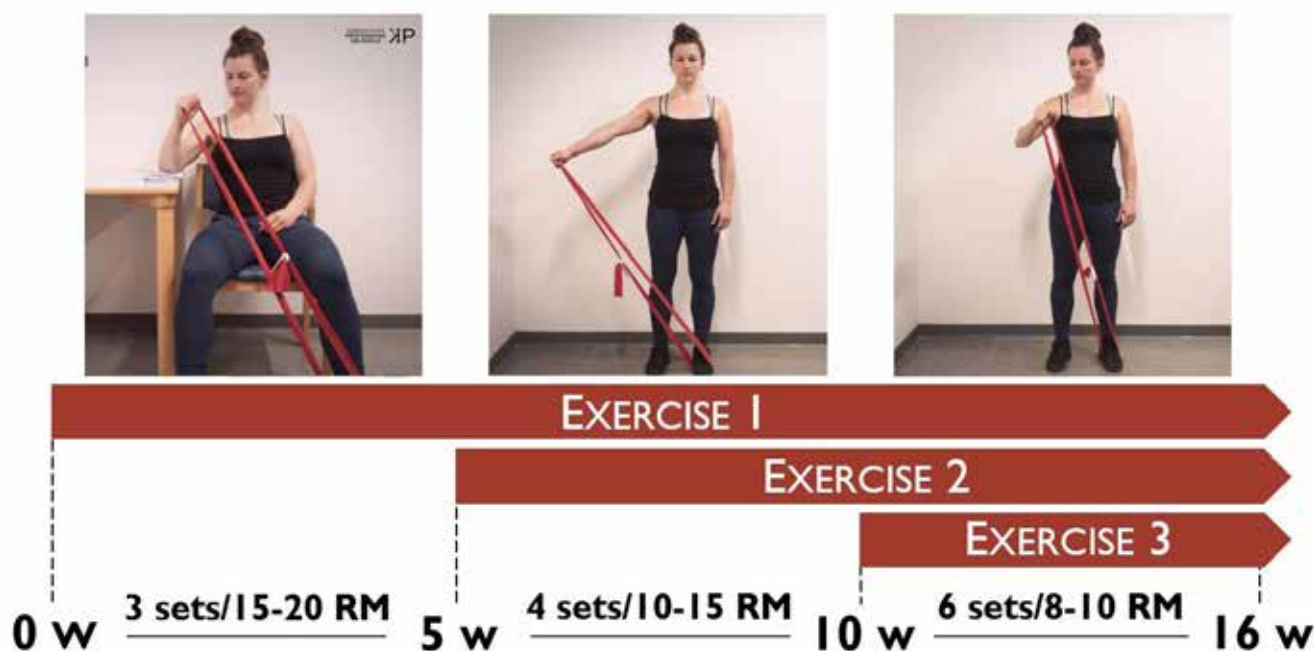 EXERCISE 1
EXERCISE 2
EXERCISE 3
3 sets/15-20 RM
4 sets/10-15 RM
6 sets/8-10 RM
0 w
5 w
10 w
16 w